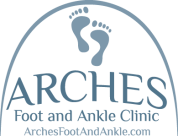 ARCHES
Foot and Ankle Clinic
ArchesFootAndAnkle.com